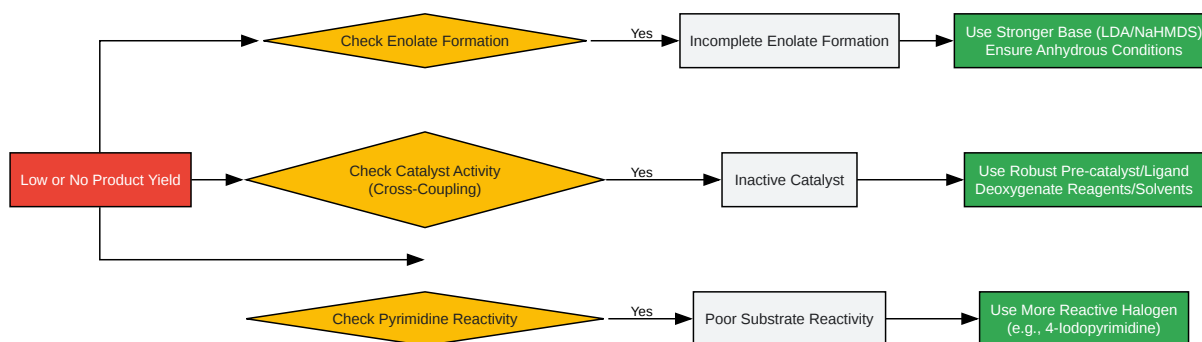 Check Enolate Formation
Yes
Incomplete Enolate Formation
Use Stronger Base (LDA/NaHMDS)
Ensure Anhydrous Conditions
Low or No Product Yield
Check Catalyst Activity
(Cross-Coupling)
Yes
Inactive Catalyst
Use Robust Pre-catalyst/Ligand
Deoxygenate Reagents/Solvents
Check Pyrimidine Reactivity
Yes
Poor Substrate Reactivity
Use More Reactive Halogen
(e.g., 4-Iodopyrimidine)